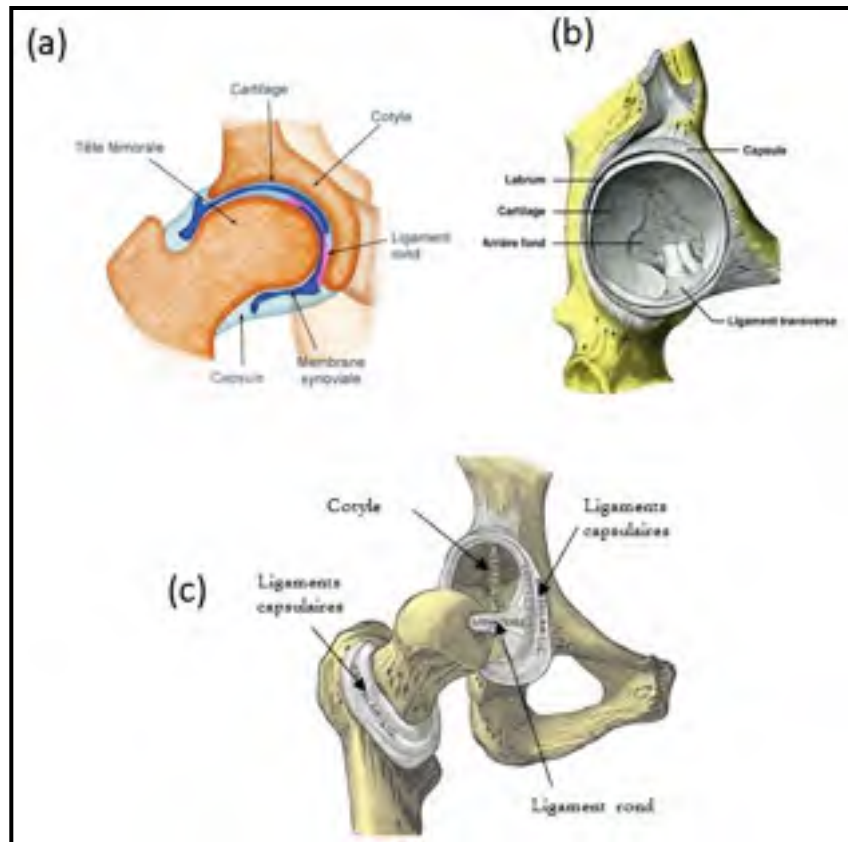 (a)
Cartilage
Cotyle
Tête fémorale
Ligament
rond
Membrane
synoviale
Capsule
(b)
Capsule
Labrum
Cartilage
Arrière fond
Ligament transverse
(c)
Cotyle
Ligaments
capsulaires
Ligaments
capsulaires
Ligament rond